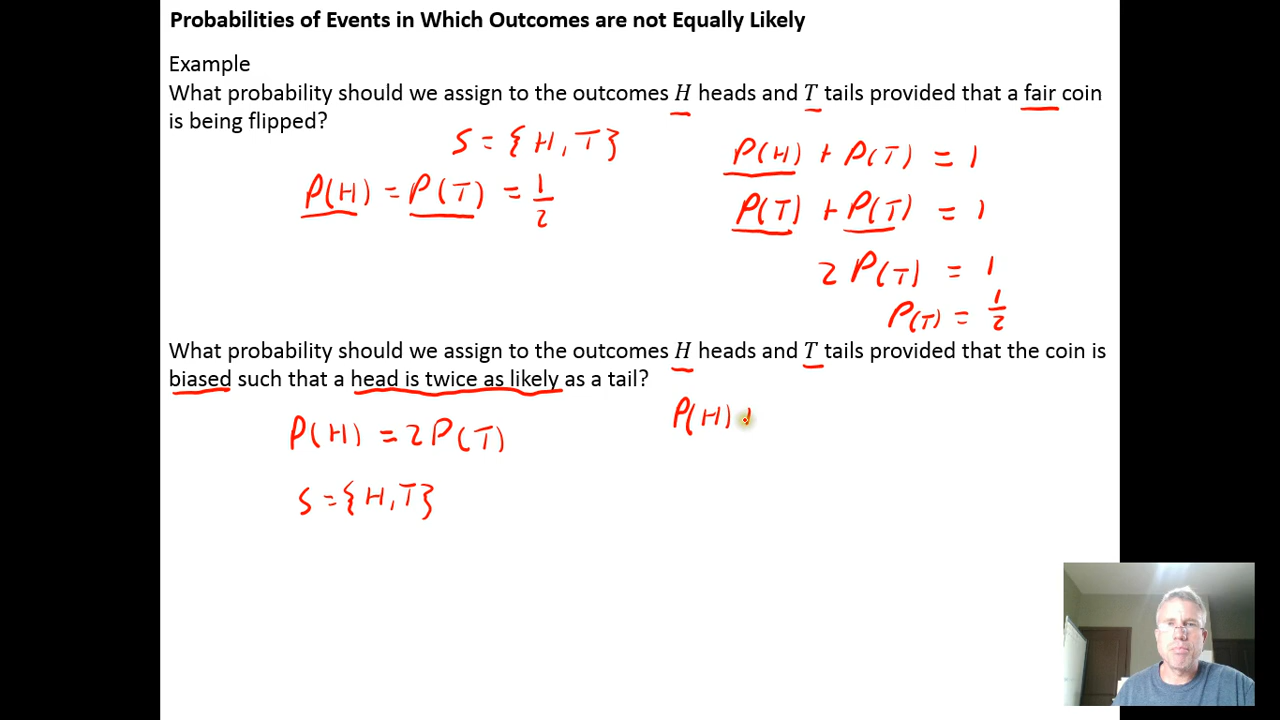 Probabilities of Events in Which Outcomes are not Equally Likely
Example
What probability should we assign to the outcomes H heads and T tails provided that a fair coin
is being flipped?
S = {H, T}
P(H) = P(T) = 1/2
P(H) + P(T) = 1
P(T) + P(T) = 1
2 P(T) = 1
P(T) = 1/2
What probability should we assign to the outcomes H heads and T tails provided that the coin is
biased such that a head is twice as likely as a tail?
P(H) = 2P(T)
S = {H, T}
P(H)